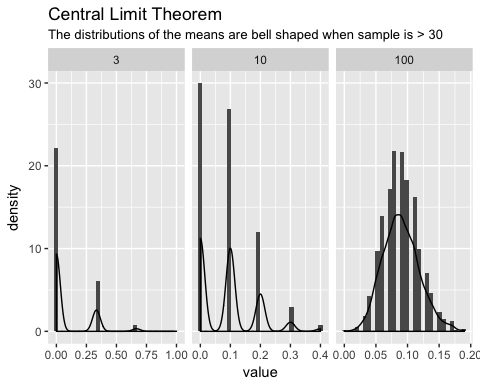 Central Limit Theorem
The distributions of the means are bell shaped when sample is > 30
3 10 100
30
20
10
0
density
0.00 0.25 0.50 0.75 1.00 0.0 0.1 0.2 0.3 0.4 0.00 0.05 0.10 0.15 0.20
value